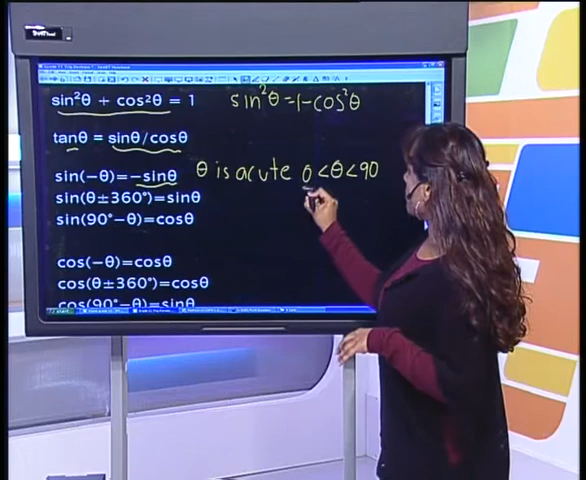 sin²θ + cos2θ = 1
sin²θ = 1 - cos²θ
tanθ = sinθ/cosθ
sin(-θ)=-sinθ
θ is acute 0 < θ < 90
sin(θ±360°)=sinθ
sin(90°-θ)=cosθ
cos(-θ)=cosθ
cos(θ±360°)=cosθ
cos(90°-θ)=sinθ